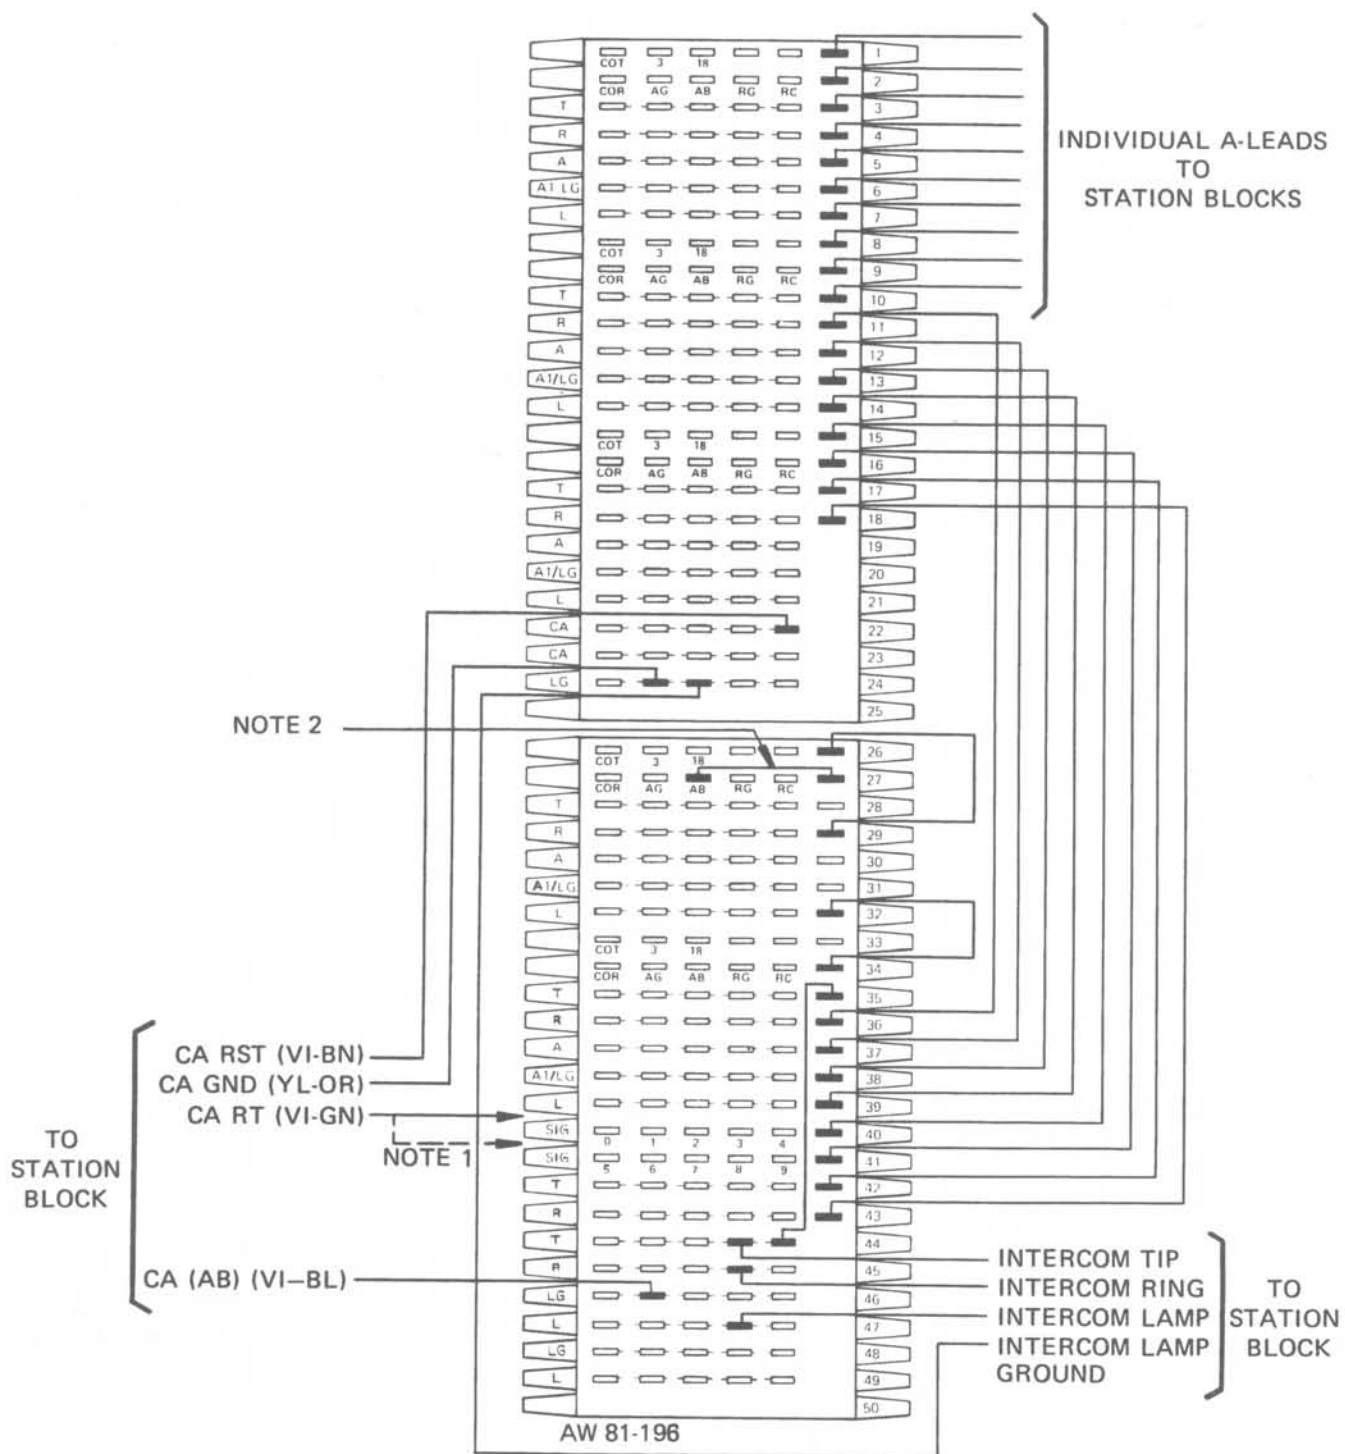 1
COT 3 18
2
COR AG AB RG RC
T 3
R 4
A 5
A1 LG 6
L 7
8
COT 3 18
9
COR AG AB RG RC
T 10
R 11
A 12
A1/LG 13
L 14
15
COT 3 18
16
LOR AG AB RG RC
T 17
R 18
A 19
A1/LG 20
L 21
CA 22
CA 23
LG 24
25
INDIVIDUAL A-LEADS
TO
STATION BLOCKS
NOTE 2
26
COT 3 18
27
COR AG AB RG RC
T 28
R 29
A 30
A1/LG 31
L 32
33
COT 3 18
34
COR AG AB RG RC
T 35
R 36
A 37
A1/LG 38
L 39
SIG 40
0 1 2 3 4
SIG 41
5 6 7 8 9
T 42
R 43
T 44
R 45
LG 46
L 47
LG 48
L 49
50
TO
STATION
BLOCK
CA RST (VI-BN)
CA GND (YL-OR)
CA RT (VI-GN)
NOTE 1
CA (AB) (VI–BL)
INTERCOM TIP
INTERCOM RING
INTERCOM LAMP
INTERCOM LAMP
GROUND
TO
STATION
BLOCK
AW 81-196